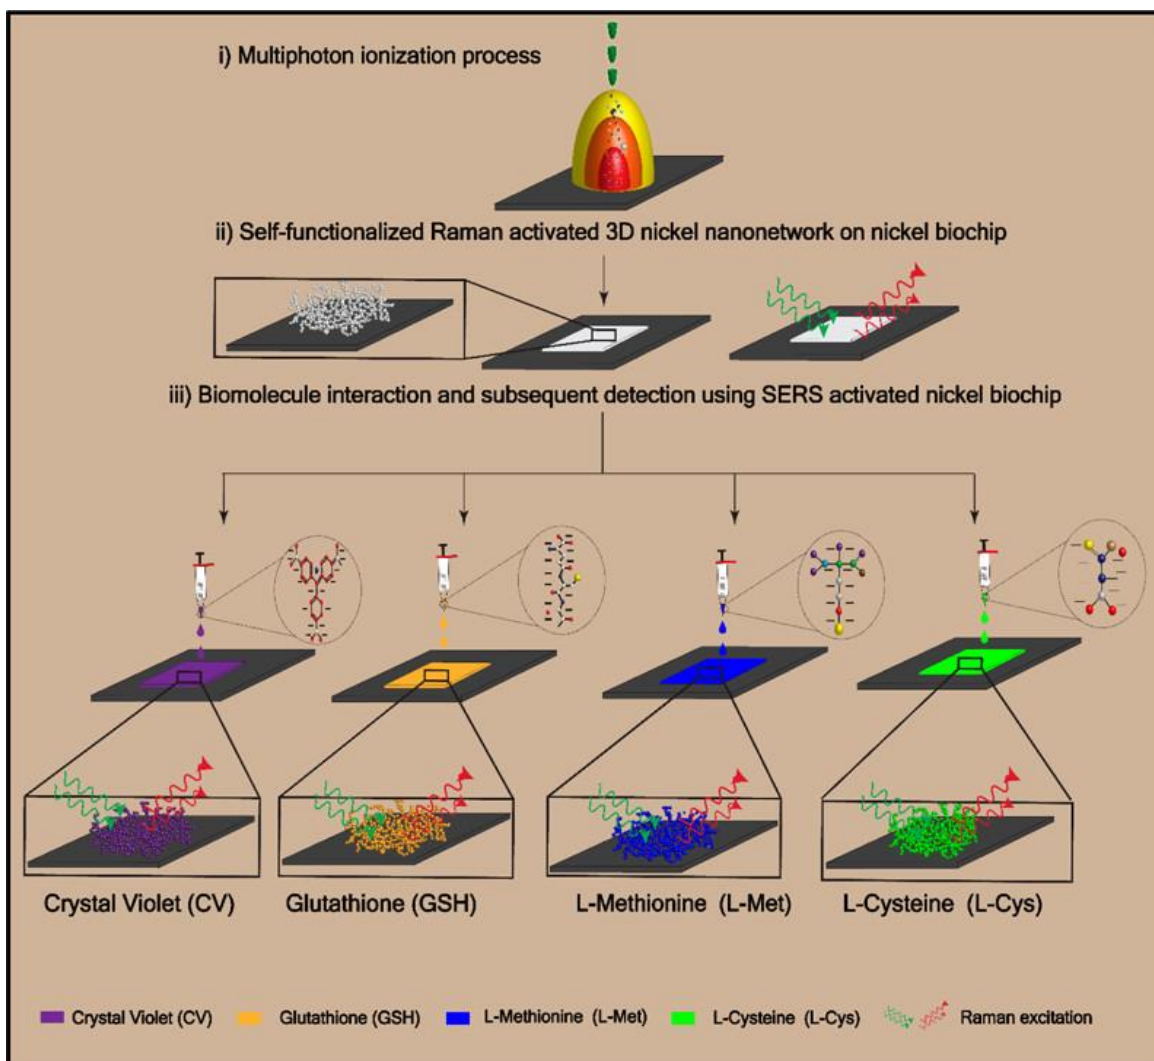 i) Multiphoton ionization process
ii) Self-functionalized Raman activated 3D nickel nanonetwork on nickel biochip
iii) Biomolecule interaction and subsequent detection using SERS activated nickel biochip
Crystal Violet (CV)
Glutathione (GSH)
L-Methionine (L-Met)
L-Cysteine (L-Cys)
Crystal Violet (CV)
Glutathione (GSH)
L-Methionine (L-Met)
L-Cysteine (L-Cys)
Raman excitation